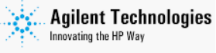 Agilent Technologies
Innovating the HP Way